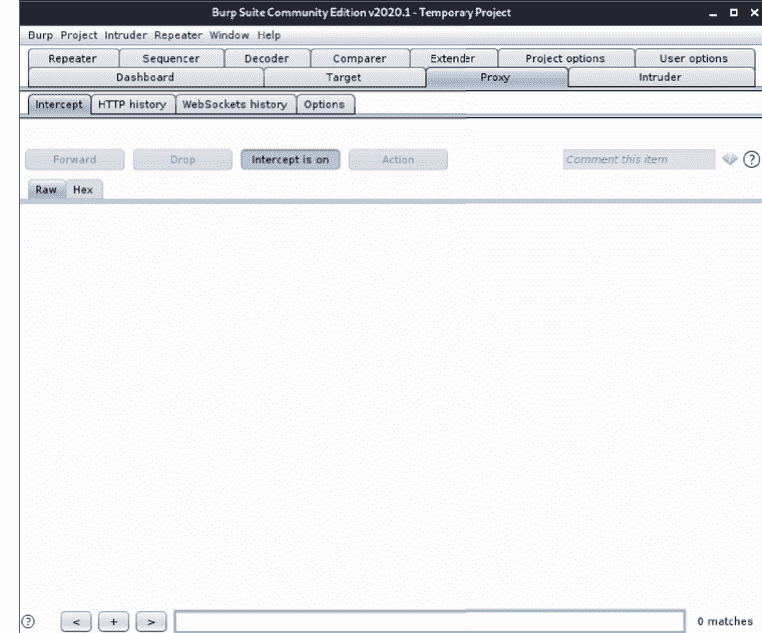 Burp Suite Community Edition v2020.1 - Temporary Project
Burp Project Intruder Repeater Window Help
Repeater Sequencer Decoder Comparer Extender Project options User options
Dashboard Target Proxy Intruder
Intercept HTTP history WebSockets history Options
Forward Drop Intercept is on Action Comment this item ?
Raw Hex
? < + > 0 matches